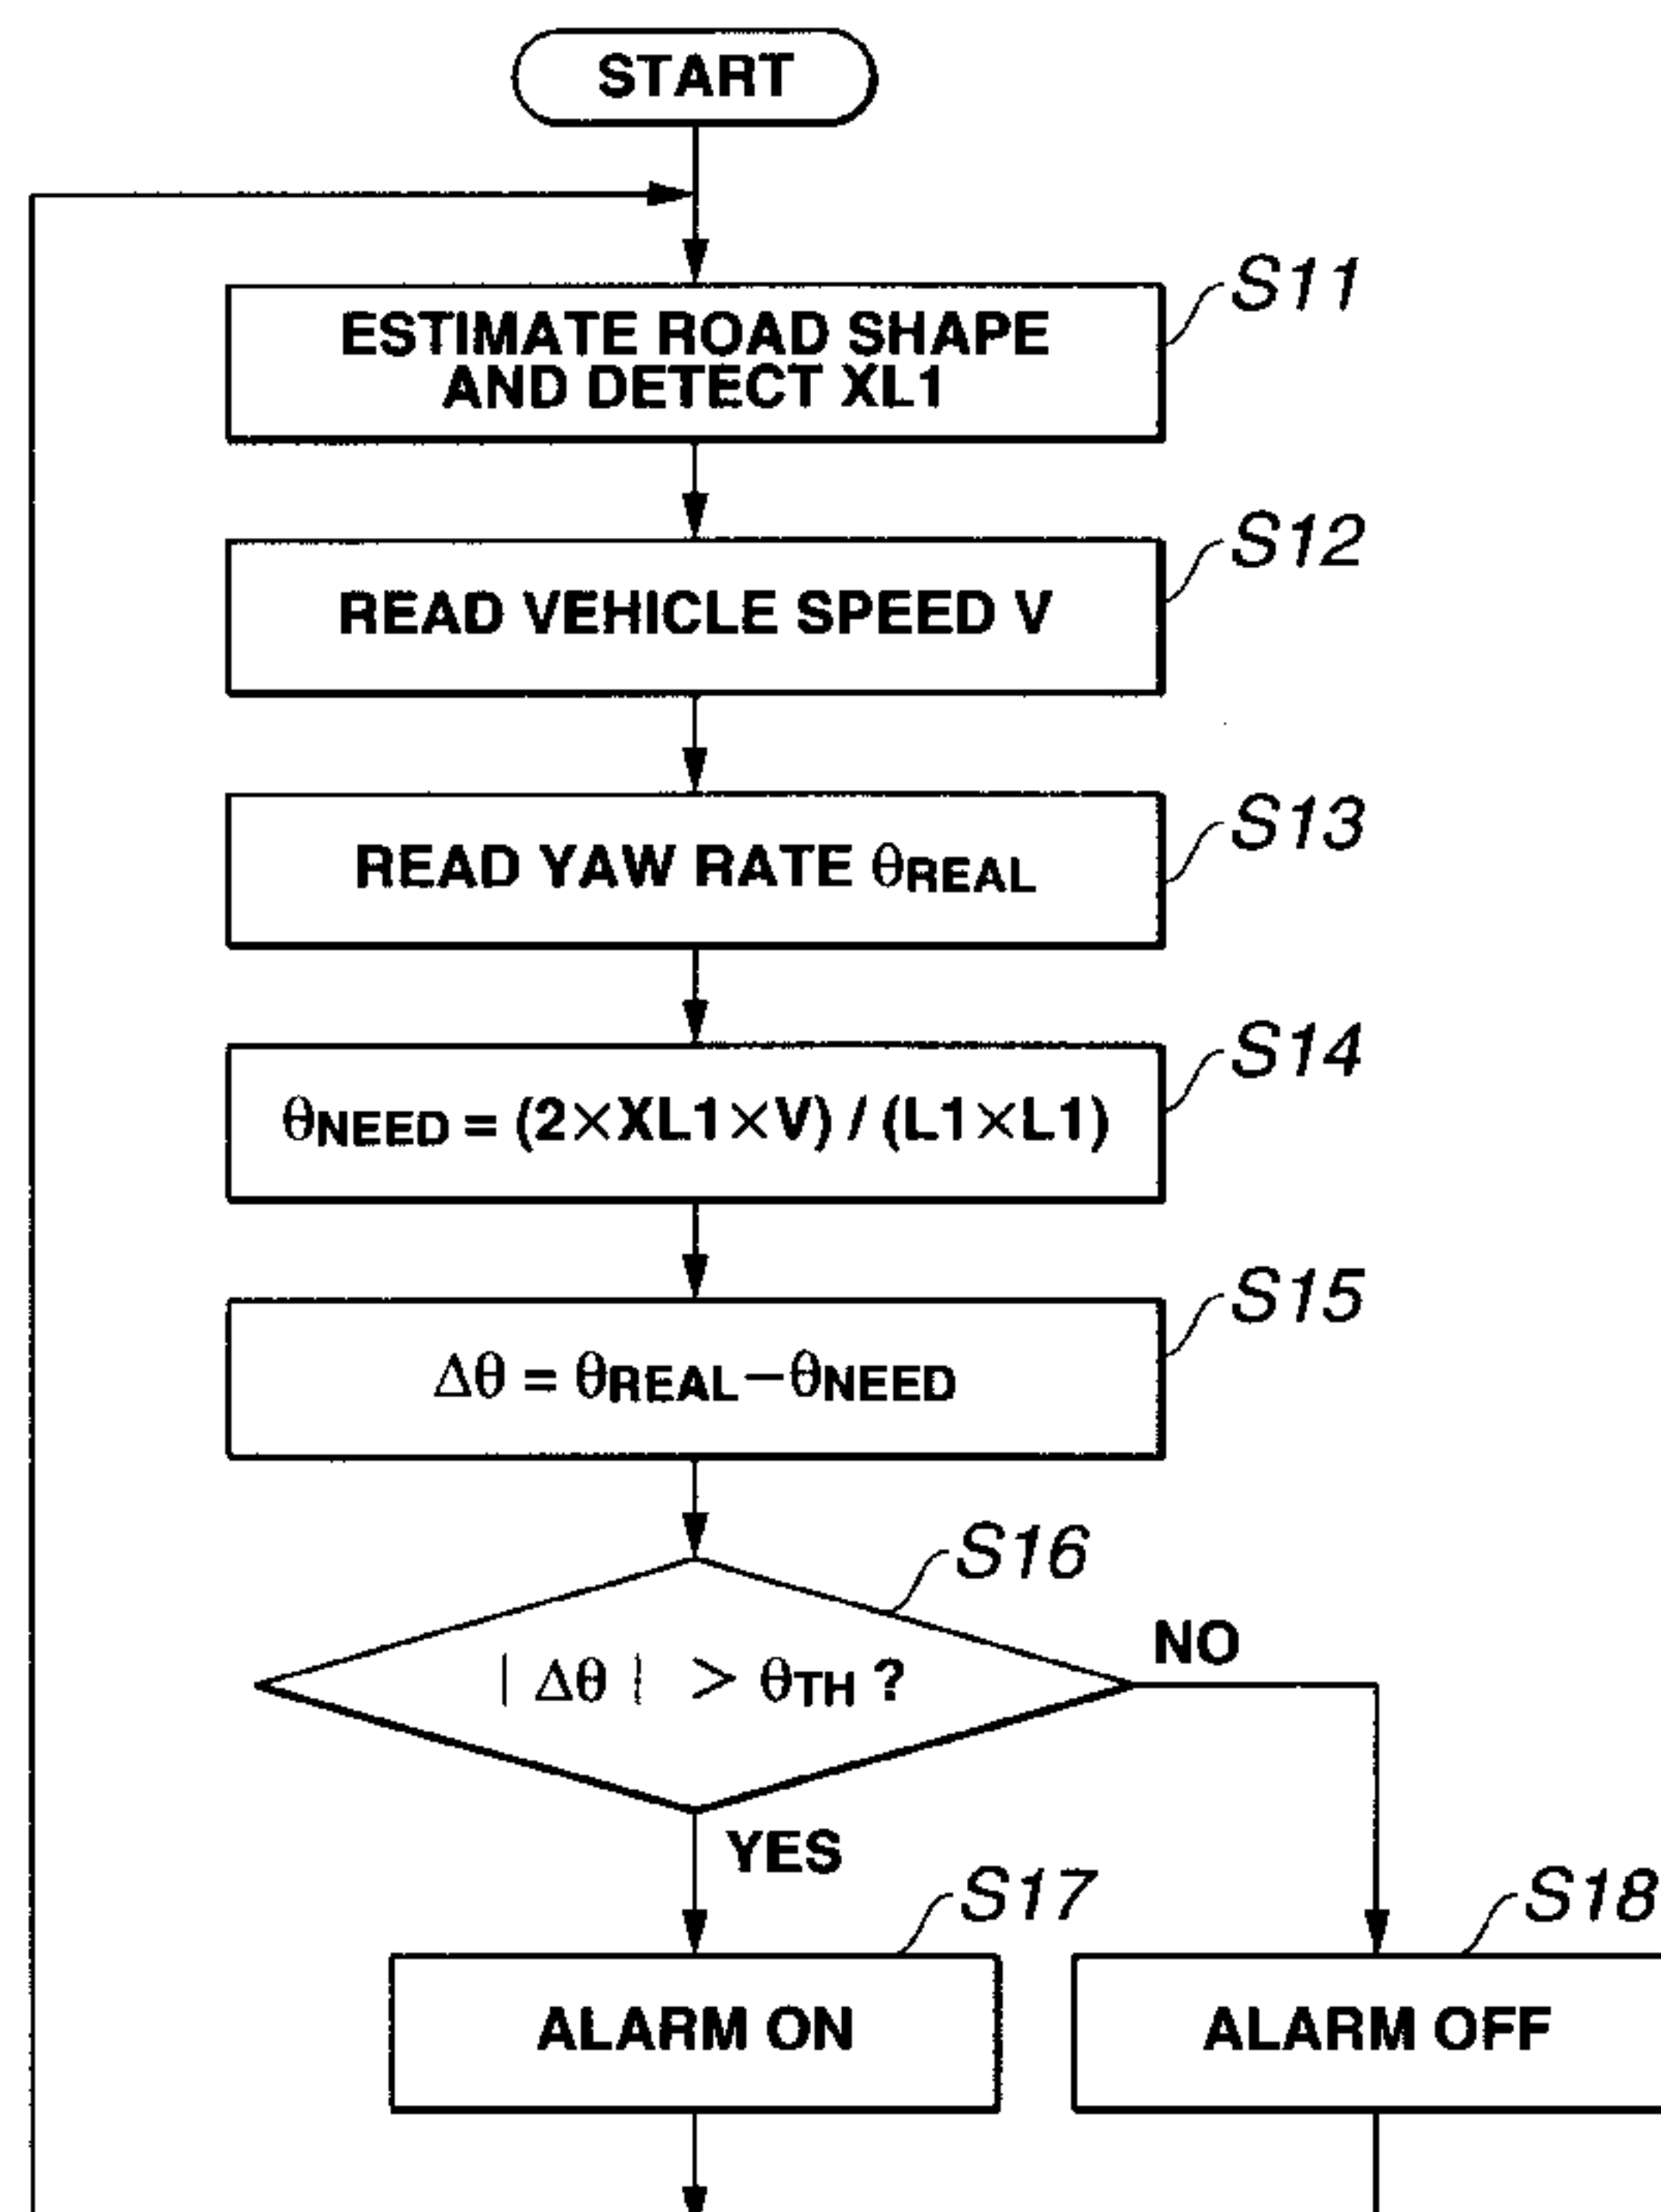 START
S11
ESTIMATE ROAD SHAPE
AND DETECT XL1
S12
READ VEHICLE SPEED V
S13
READ YAW RATE θREAL
S14
θNEED = (2×XL1×V) / (L1×L1)
S15
Δθ = θREAL−θNEED
S16
| Δθ | > θTH ?
NO
YES
S17
S18
ALARM ON
ALARM OFF